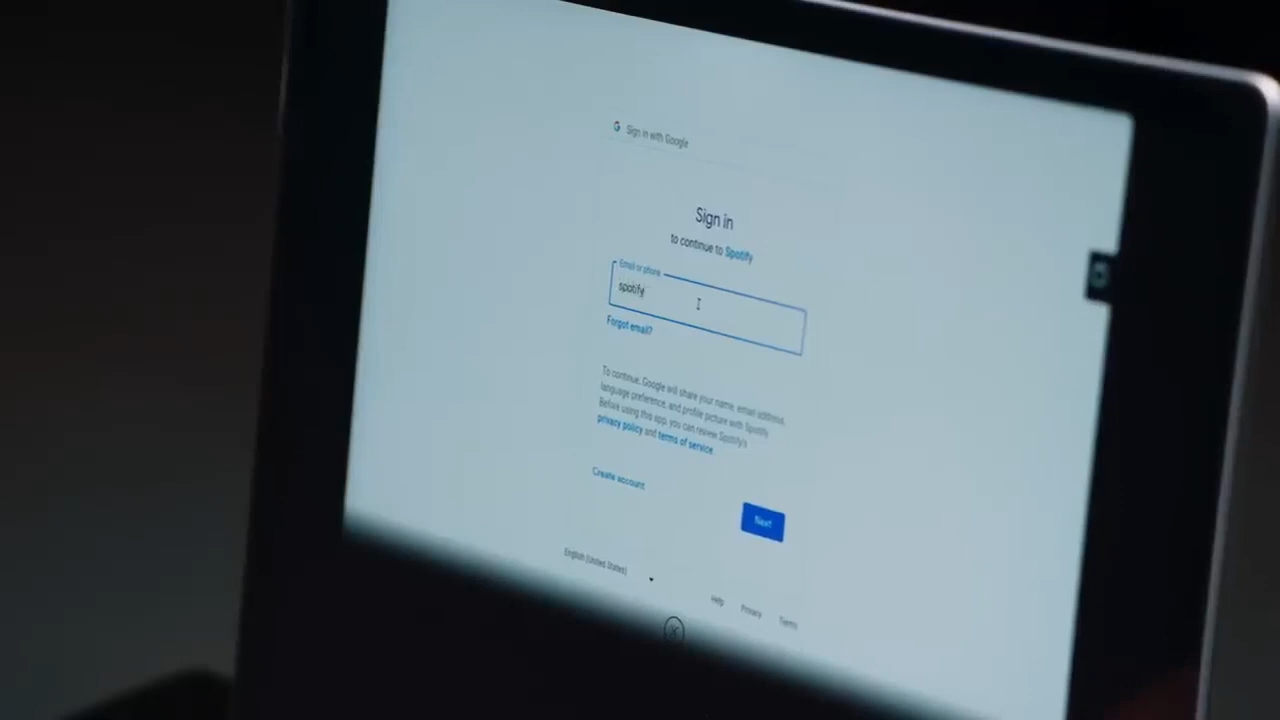 Sign in with Google
Sign in
to continue to Spotify
Email or phone
spotify
Forgot email?
To continue, Google will share your name, email address,
language preference, and profile picture with Spotify.
Before using this app, you can review Spotify's
privacy policy and terms of service.
Create account
Next
English (United States)
Help Privacy Terms